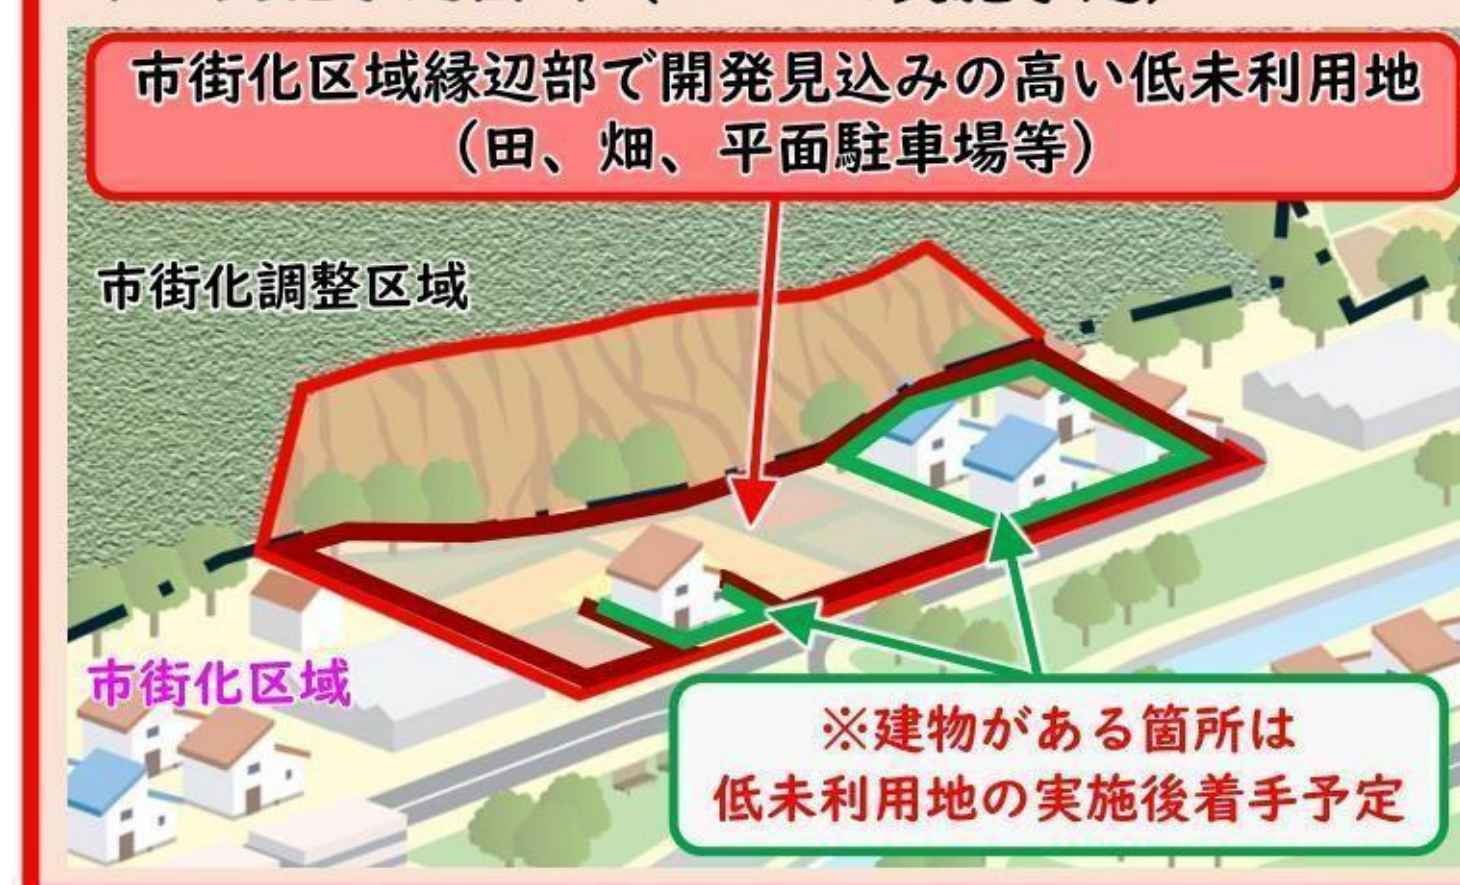 市街化区域縁辺部で開発見込みの高い低未利用地
（田、畑、平面駐車場等）
市街化調整区域
市街化区域
※建物がある箇所は
低未利用地の実施後着手予定